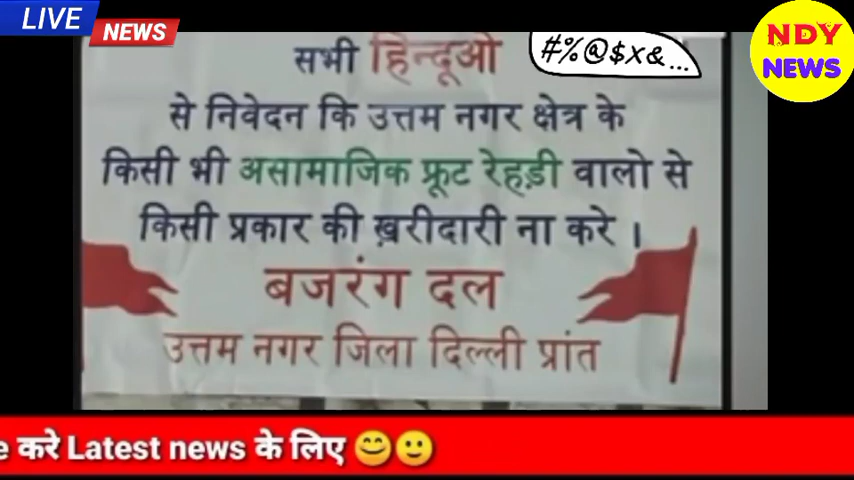 LIVE
NEWS
#%@$x&...
NDY
NEWS
सभी हिन्दूओ
से निवेदन कि उत्तम नगर क्षेत्र के
किसी भी असामाजिक फ्रूट रेहड़ी वालो से
किसी प्रकार की ख़रीदारी ना करे ।
बजरंग दल
उत्तम नगर जिला दिल्ली प्रांत
करे Latest news के लिए 😊🙂